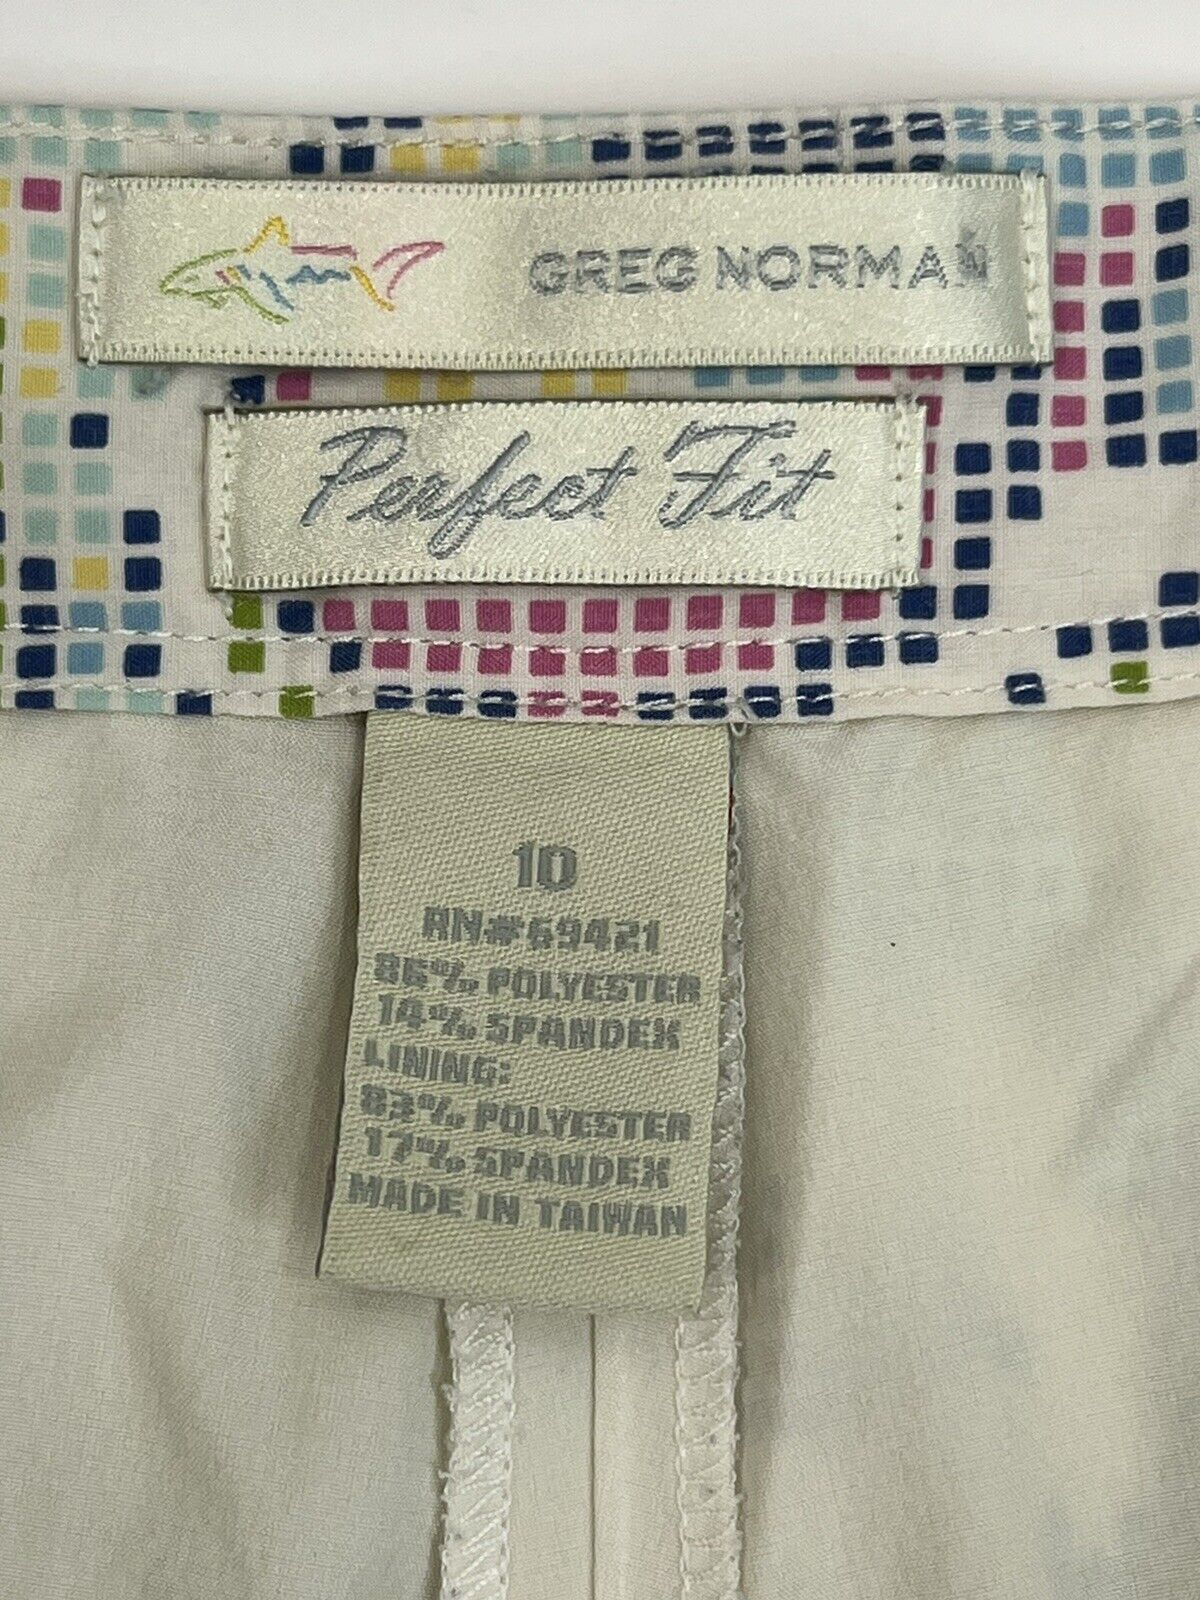 GREG NORMAN
Perfect Fit
10
RN#69421
86% POLYESTER
14% SPANDEX
LINING:
83% POLYESTER
17% SPANDEX
MADE IN TAIWAN